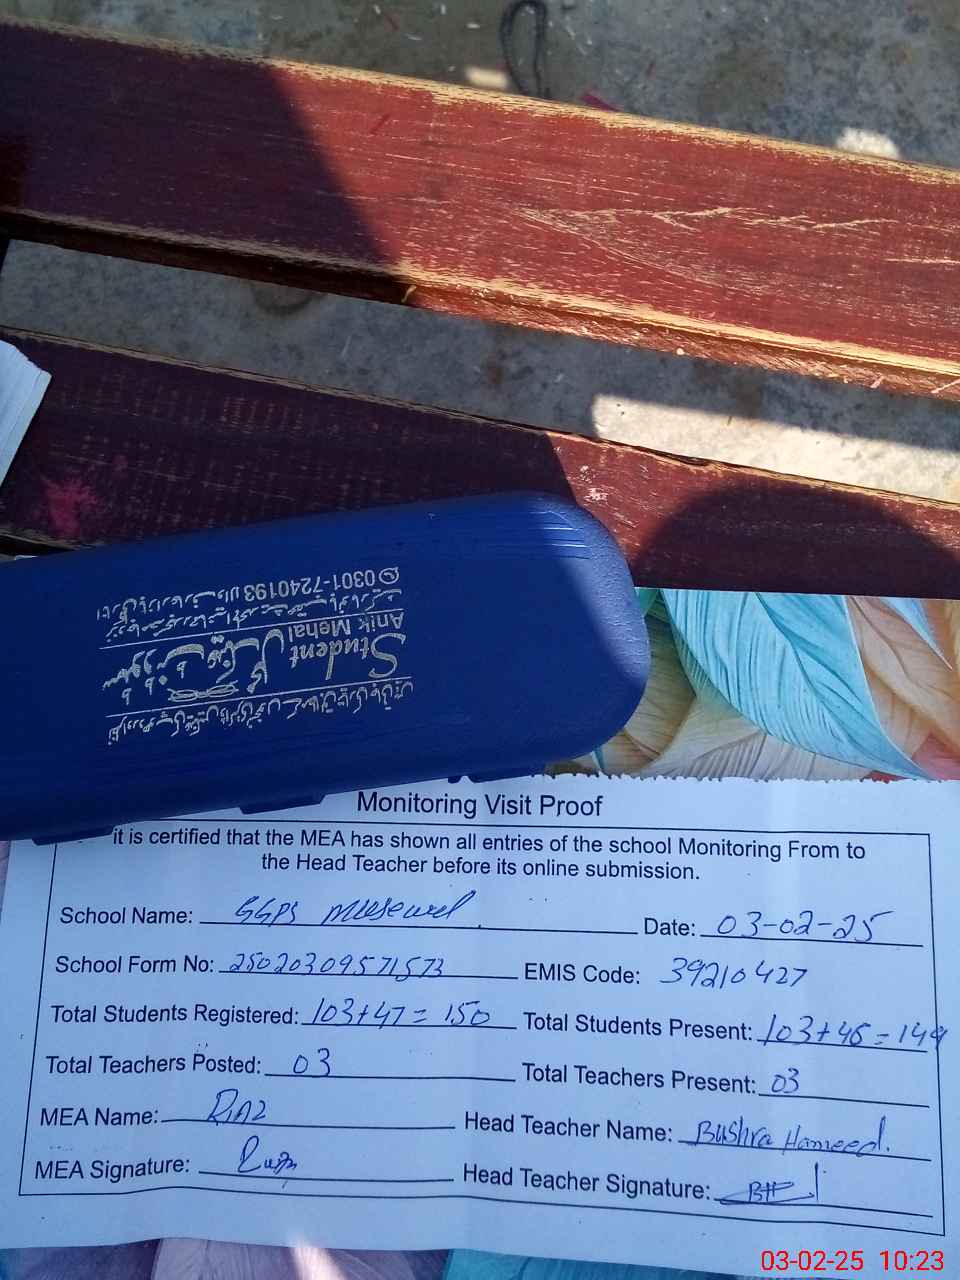 0301-7240193
Anik Mehal
Student
Monitoring Visit Proof
it is certified that the MEA has shown all entries of the school Monitoring From to
the Head Teacher before its online submission.
School Name: GGPS Date: 03-02-25
School Form No: 25020309571573 EMIS Code: 39210427
Total Students Registered: 103+47=150 Total Students Present: 103+46=149
Total Teachers Posted: 03 Total Teachers Present: 03
MEA Name: Riaz Head Teacher Name: Bushra Hameed.
MEA Signature: Head Teacher Signature:
03-02-25 10:23